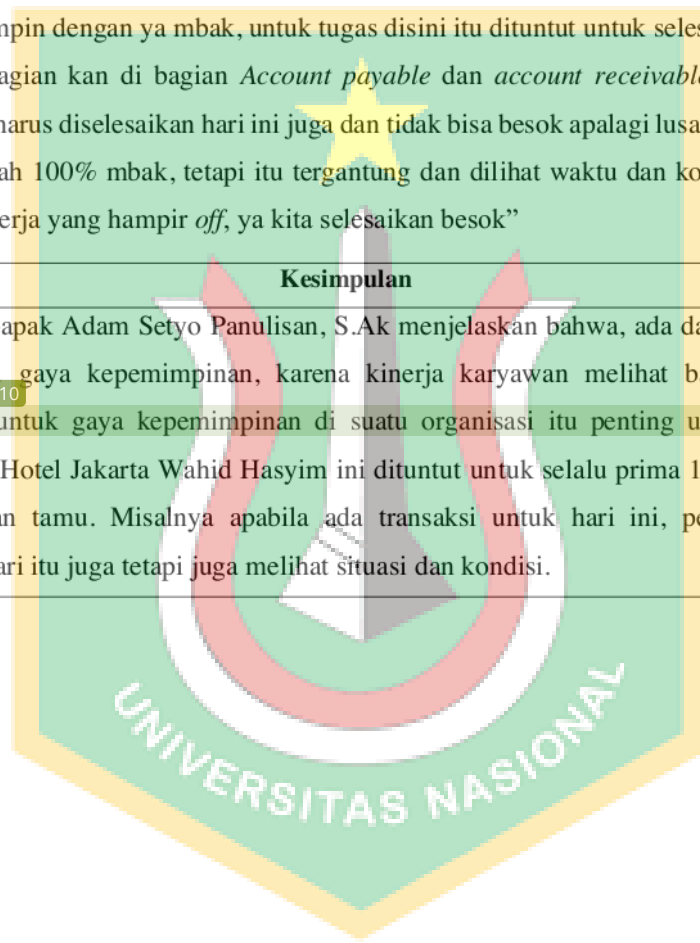 mpin dengan ya mbak, untuk tugas disini itu dituntut untuk seles
agian kan di bagian Account payable dan account receivable
harus diselesaikan hari ini juga dan tidak bisa besok apalagi lusa
ah 100% mbak, tetapi itu tergantung dan dilihat waktu dan ko
erja yang hampir off, ya kita selesaikan besok”
Kesimpulan
apak Adam Setyo Panulisan, S.Ak menjelaskan bahwa, ada da
gaya kepemimpinan, karena kinerja karyawan melihat b
10
untuk gaya kepemimpinan di suatu organisasi itu penting u
Hotel Jakarta Wahid Hasyim ini dituntut untuk selalu prima 1
an tamu. Misalnya apabila ada transaksi untuk hari ini, pe
ari itu juga tetapi juga melihat situasi dan kondisi.
UNIVERSITAS NASIONAL